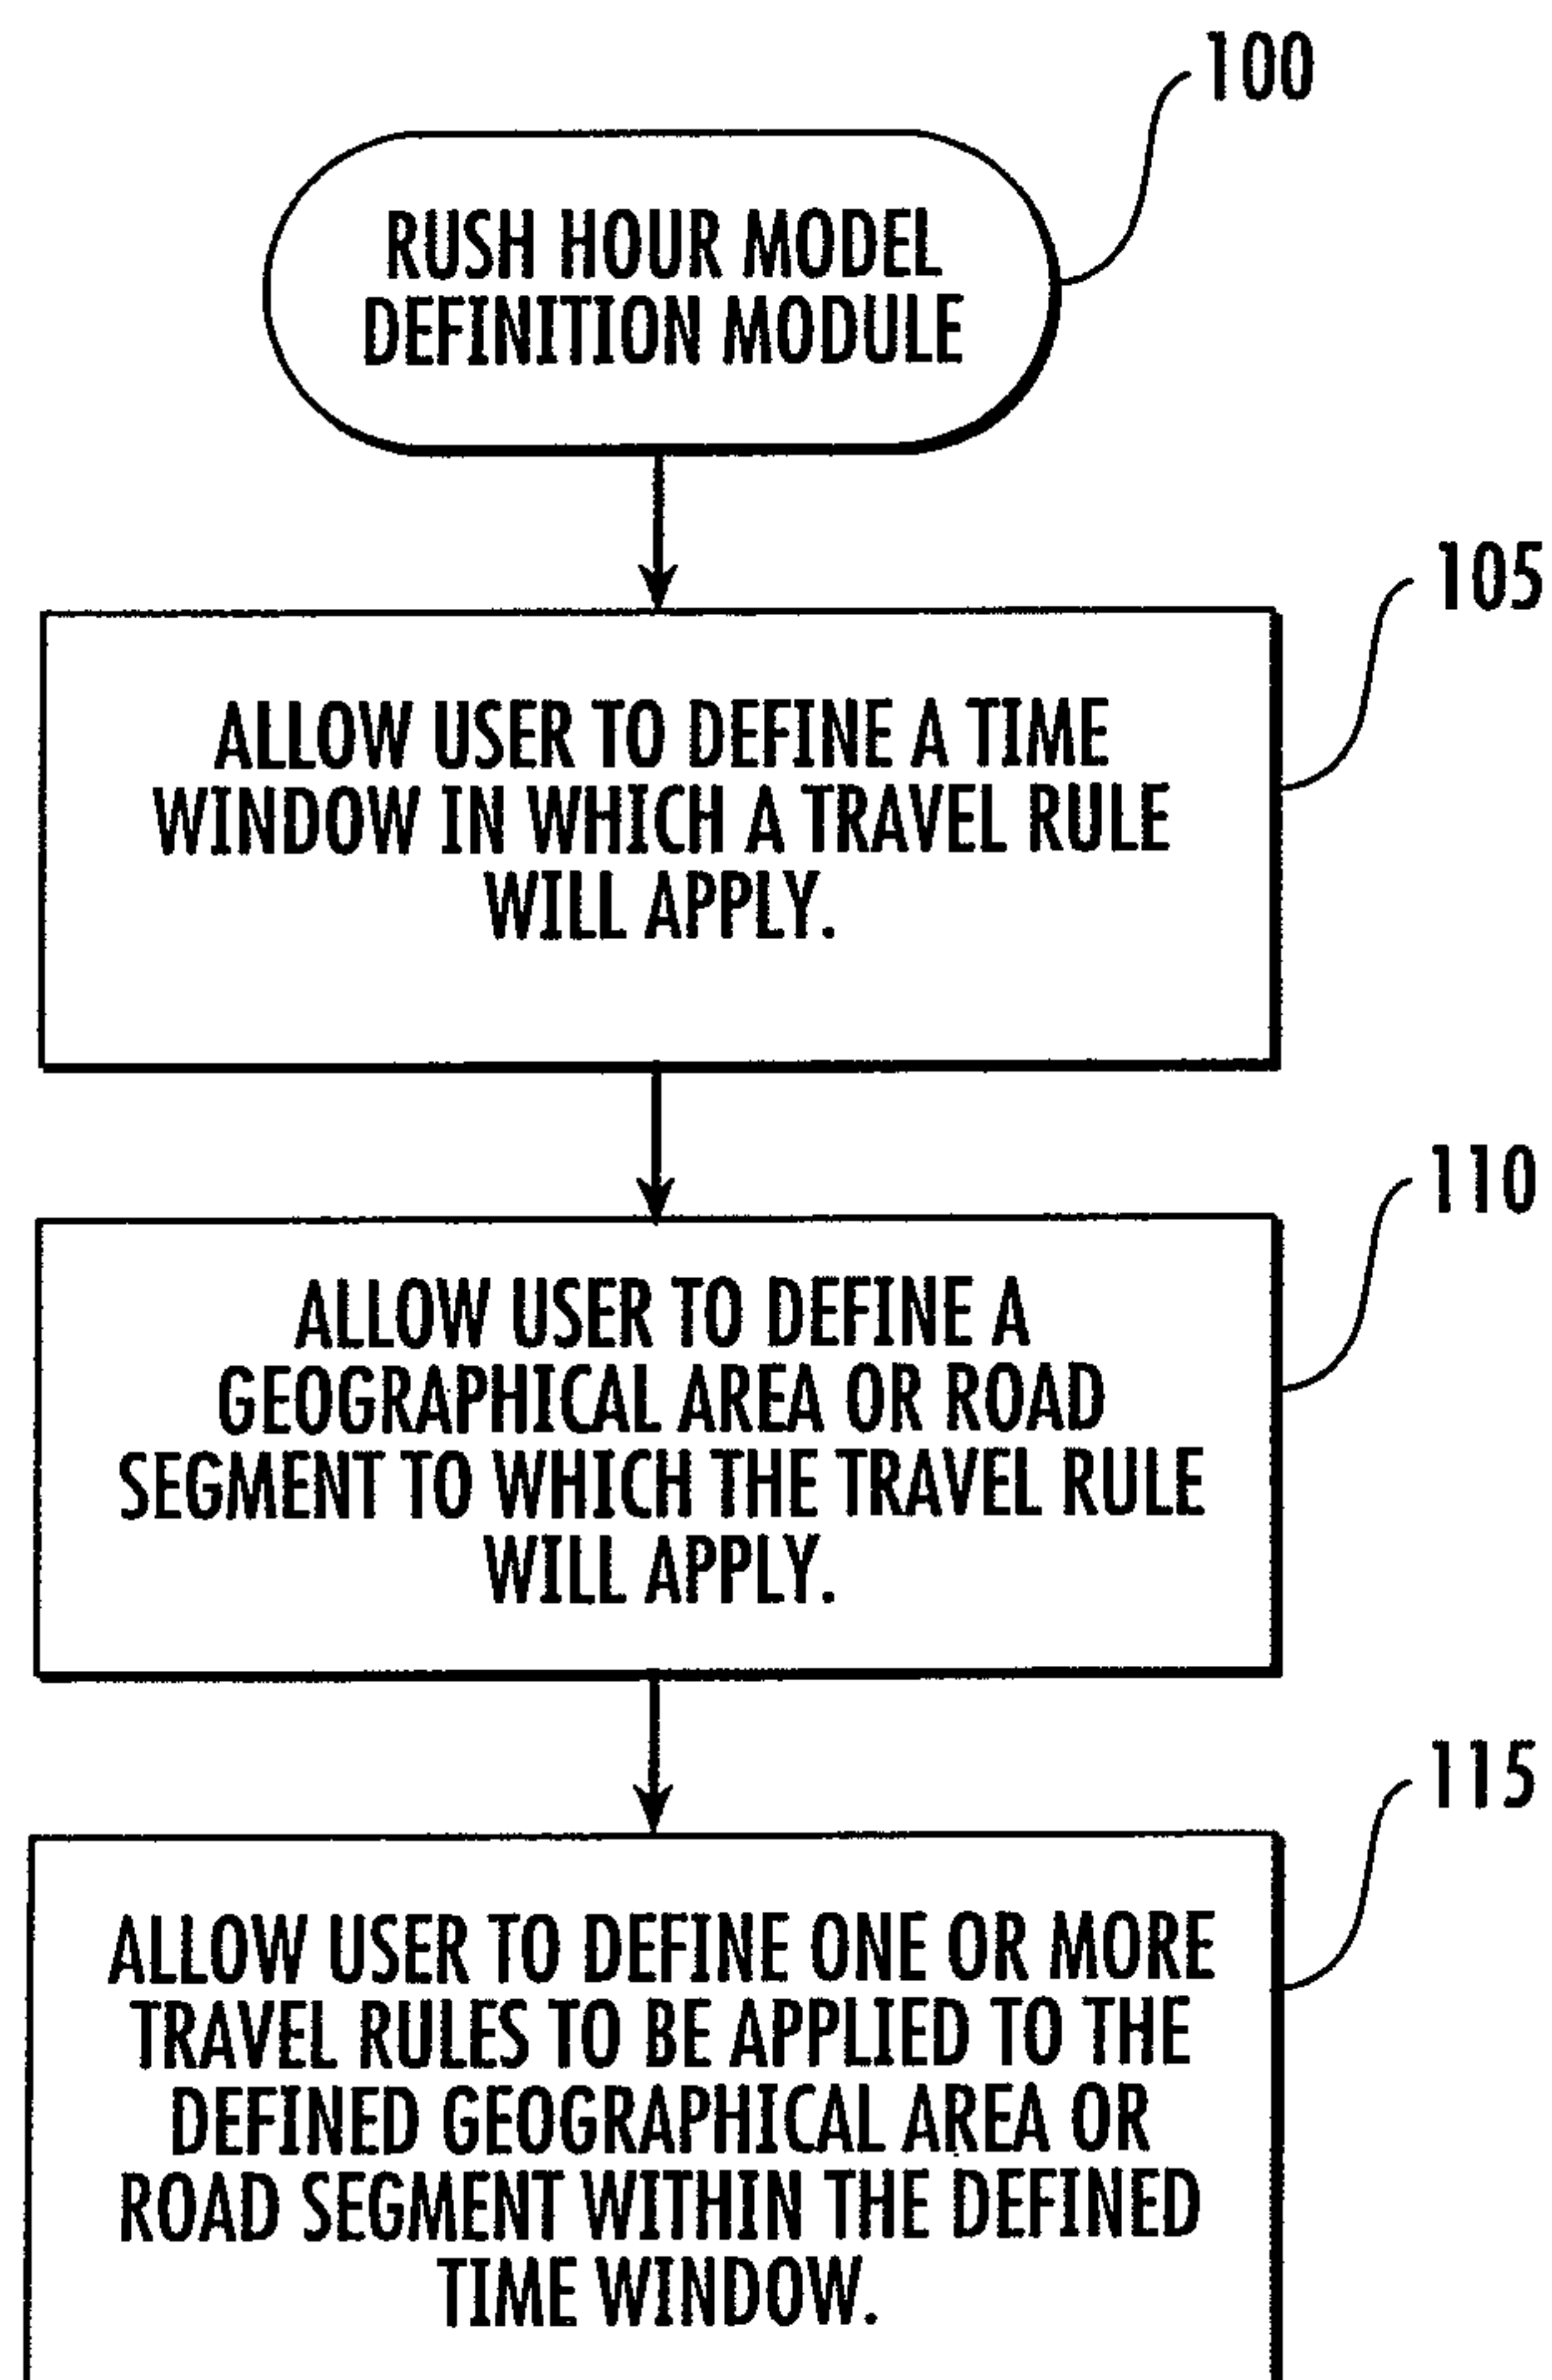 100
RUSH HOUR MODEL
DEFINITION MODULE
105
ALLOW USER TO DEFINE A TIME
WINDOW IN WHICH A TRAVEL RULE
WILL APPLY.
110
ALLOW USER TO DEFINE A
GEOGRAPHICAL AREA OR ROAD
SEGMENT TO WHICH THE TRAVEL RULE
WILL APPLY.
115
ALLOW USER TO DEFINE ONE OR MORE
TRAVEL RULES TO BE APPLIED TO THE
DEFINED GEOGRAPHICAL AREA OR
ROAD SEGMENT WITHIN THE DEFINED
TIME WINDOW.